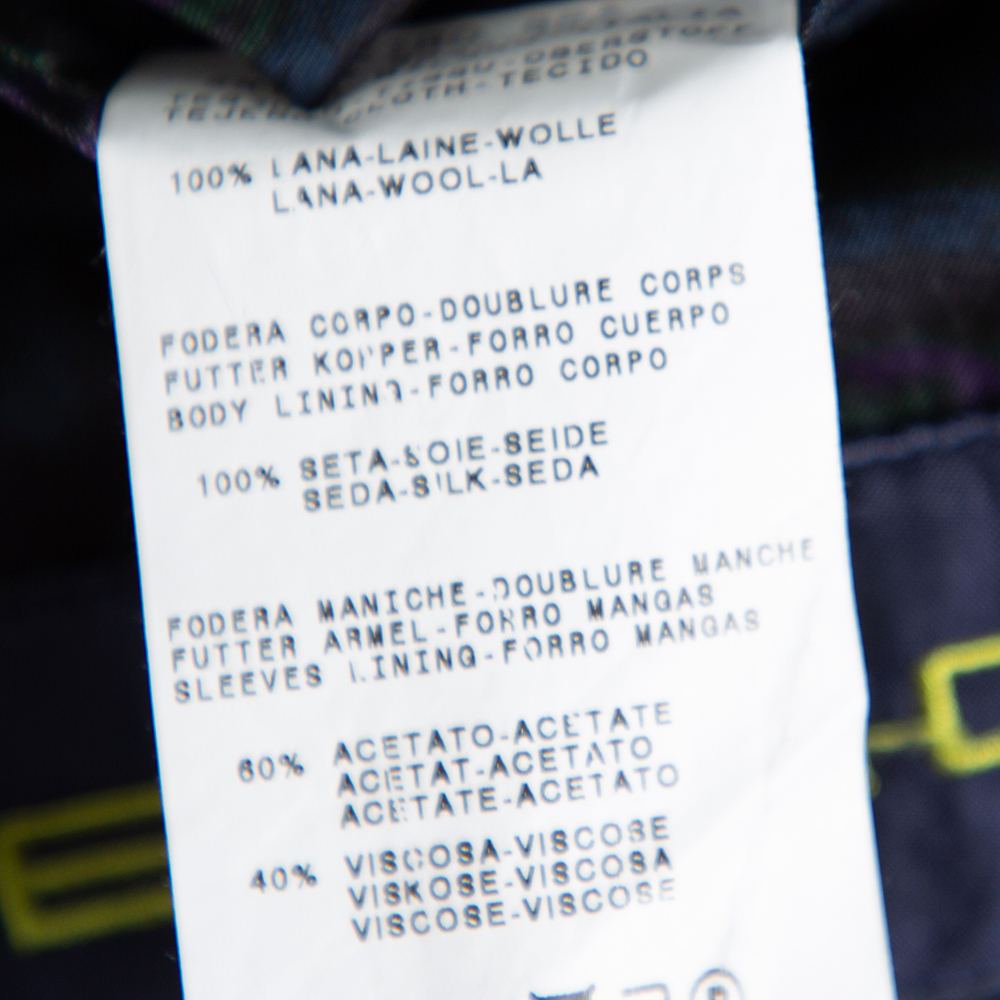 TECIDO
100% LANA-LAINE-WOLLE
LANA-WOOL-LA
FODERA CORPO-DOUBLURE CORPS
FUTTER KORPER-FORRO CUERPO
BODY LINING-FORRO CORPO
100% SETA-SOIE-SEIDE
SEDA-SILK-SEDA
FODERA MANICHE-DOUBLURE MANCHE
FUTTER ARMEL-FORRO MANGAS
SLEEVES LINING-FORRO MANGAS
60% ACETATO-ACETATE
ACETAT-ACETATO
ACETATE-ACETATO
40% VISCOSA-VISCOSE
VISKOSE-VISCOSA
VISCOSE-VISCOSE